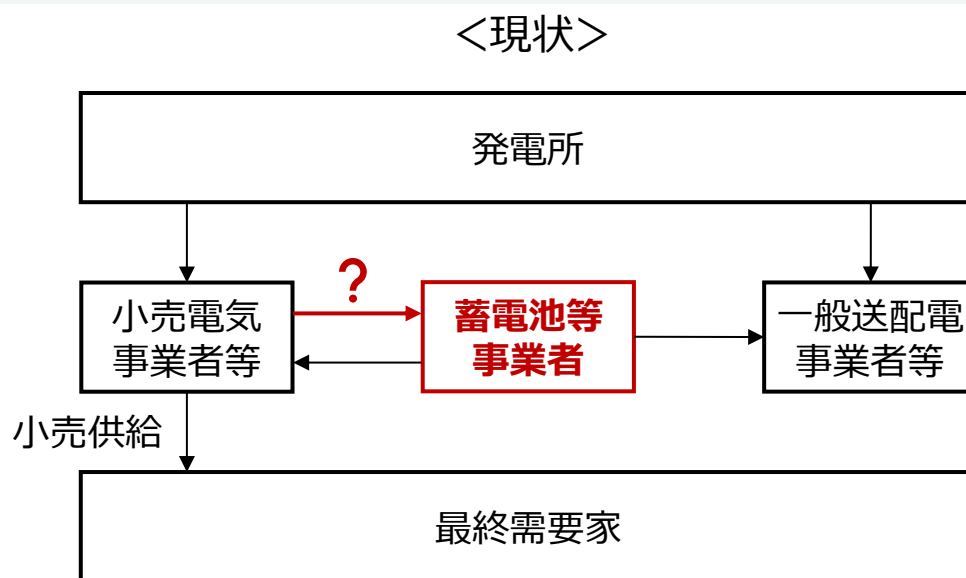 ＜現状＞
発電所
？
小売電気
事業者等
蓄電池等
事業者
一般送配電
事業者等
小売供給
最終需要家